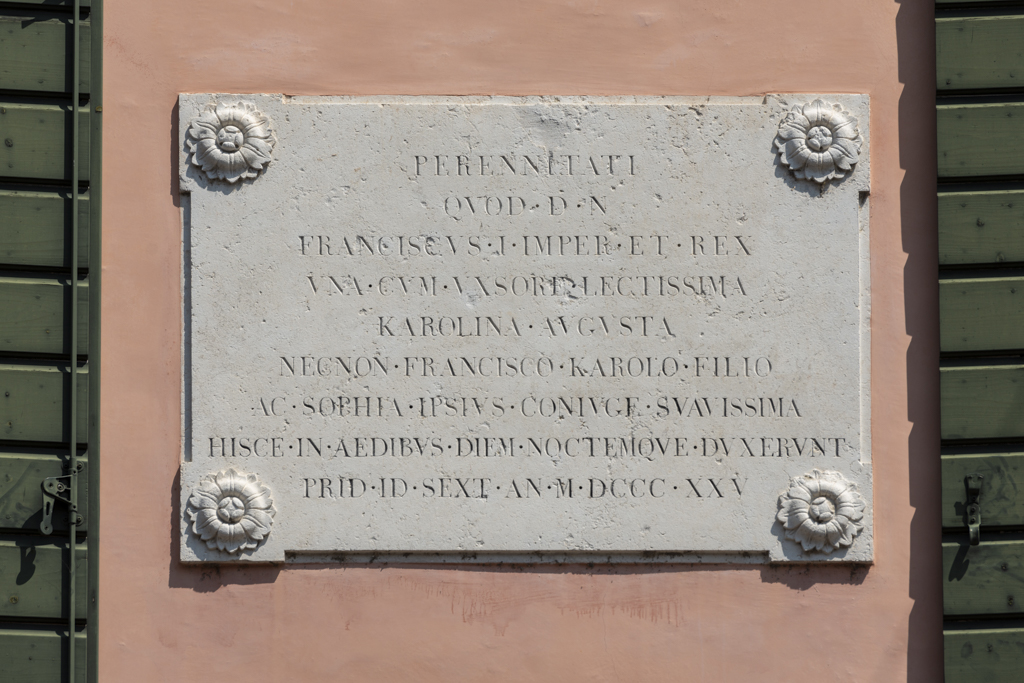 PERENNITATI
QVOD·D·N
FRANCISCVS·I·IMPER·ET·REX
VNA·CVM·VXSORE·LECTISSIMA
KAROLINA·AVGVSTA
NECNON·FRANCISCO·KAROLO·FILIO
AC·SOPHIA·IPSIVS·CONIVGE·SVAVISSIMA
HISCE·IN·AEDIBVS·DIEM·NOCTEMQVE·DVXERVNT
PRID·ID·SEXT·AN·M·DCCC·XXV